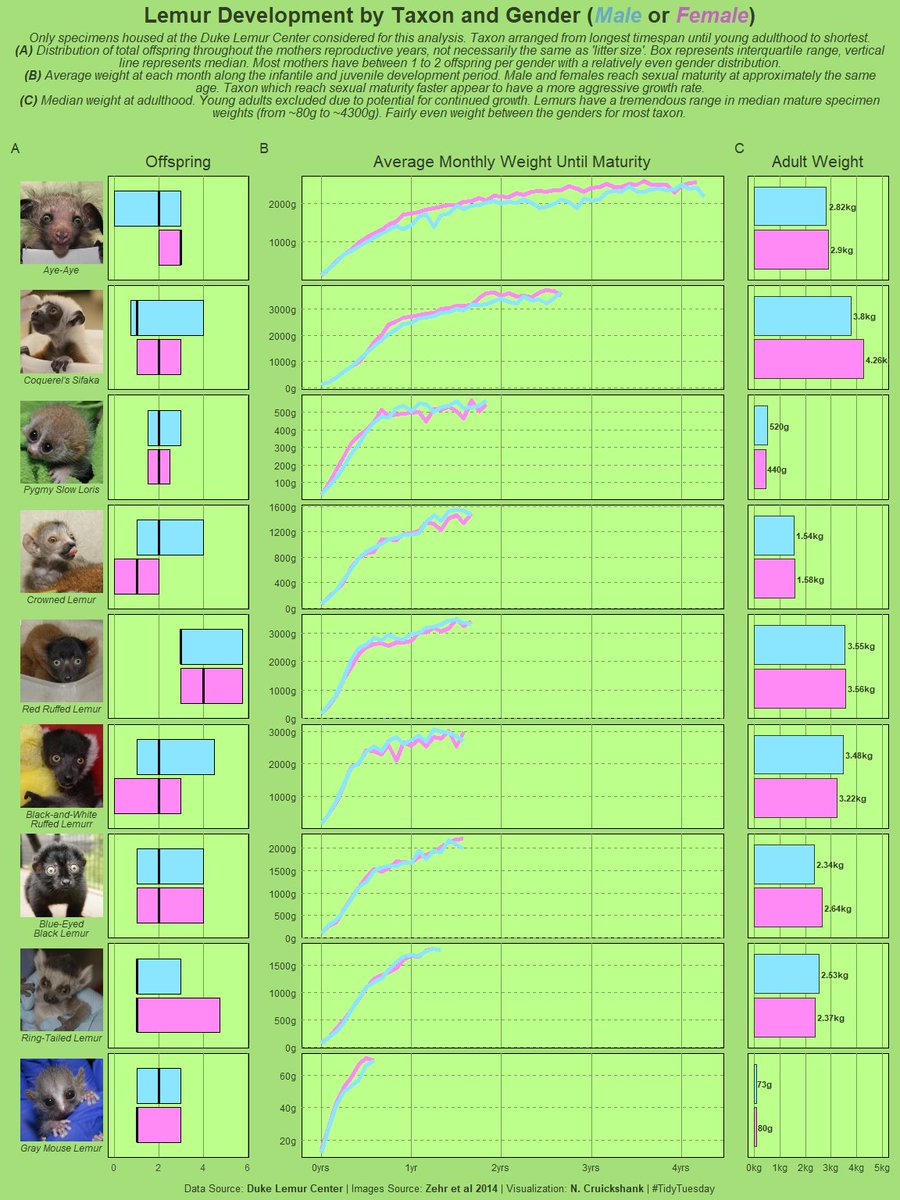 Lemur Development by Taxon and Gender (Male or Female)
Only specimens housed at the Duke Lemur Center considered for this analysis. Taxon arranged from longest timespan until young adulthood to shortest.
(A) Distribution of total offspring throughout the mothers reproductive years, not necessarily the same as 'litter size'. Box represents interquartile range, vertical
line represents median. Most mothers have between 1 to 2 offspring per gender with a relatively even gender distribution.
(B) Average weight at each month along the infantile and juvenile development period. Male and females reach sexual maturity at approximately the same
age. Taxon which reach sexual maturity faster appear to have a more aggressive growth rate.
(C) Median weight at adulthood. Young adults excluded due to potential for continued growth. Lemurs have a tremendous range in median mature specimen
weights (from ~80g to ~4300g). Fairly even weight between the genders for most taxon.
A B C
Offspring Average Monthly Weight Until Maturity Adult Weight
2000g
2.82kg
1000g
2.9kg
Aye-Aye
3000g
3.8kg
2000g
1000g
4.26k
Coquerel's Sifaka
0g
500g
520g
400g
300g
200g
440g
100g
Pygmy Slow Loris
1600g
1200g
1.54kg
800g
400g
1.58kg
Crowned Lemur
0g
3000g
3.55kg
2000g
1000g
3.56kg
Red Ruffed Lemur
0g
3000g
3.48kg
2000g
1000g
3.22kg
Black-and-White
Ruffed Lemurr
2000g
2.34kg
1500g
1000g
2.64kg
500g
Blue-Eyed
Black Lemur
0g
1500g
2.53kg
1000g
500g
2.37kg
Ring-Tailed Lemur
0g
60g
73g
40g
80g
20g
Gray Mouse Lemur
0 2 4 6 0yrs 1yr 2yrs 3yrs 4yrs 0kg 1kg 2kg 3kg 4kg 5kg
Data Source: Duke Lemur Center | Images Source: Zehr et al 2014 | Visualization: N. Cruickshank | #TidyTuesday